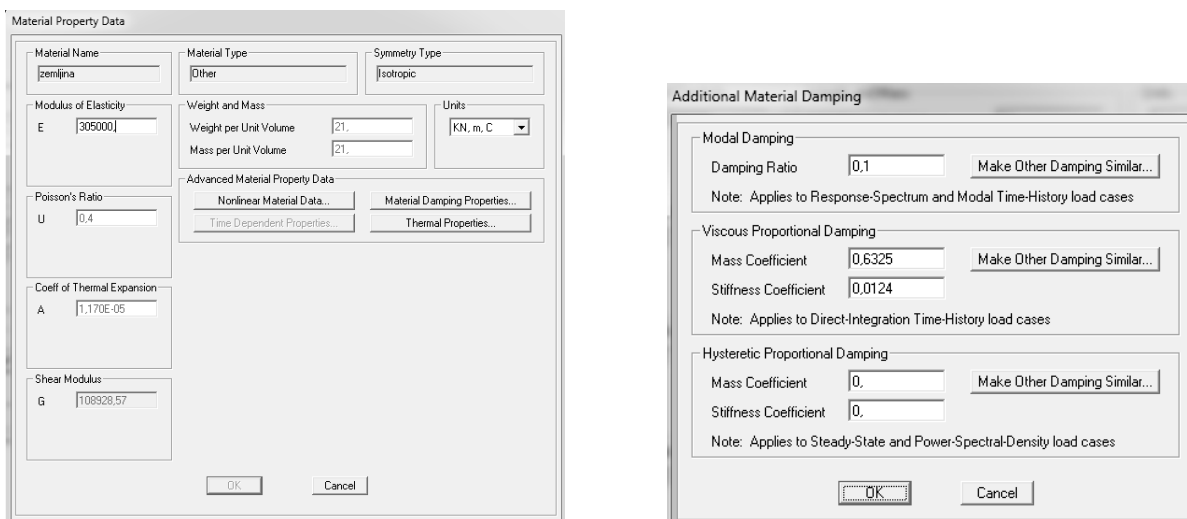 Material Property Data
Material Name
zemljina
Material Type
Other
Symmetry Type
Isotropic
Modulus of Elasticity
E 305000,
Weight and Mass
Weight per Unit Volume 21,
Mass per Unit Volume 21,
Units
KN, m, C
Poisson's Ratio
U 0,4
Advanced Material Property Data
Nonlinear Material Data... Material Damping Properties...
Time Dependent Properties... Thermal Properties...
Coeff of Thermal Expansion
A 1,170E-05
Shear Modulus
G 108928,57
OK Cancel
Additional Material Damping
Modal Damping
Damping Ratio 0,1 Make Other Damping Similar...
Note: Applies to Response-Spectrum and Modal Time-History load cases
Viscous Proportional Damping
Mass Coefficient 0,6325 Make Other Damping Similar...
Stiffness Coefficient 0,0124
Note: Applies to Direct-Integration Time-History load cases
Hysteretic Proportional Damping
Mass Coefficient 0, Make Other Damping Similar...
Stiffness Coefficient 0,
Note: Applies to Steady-State and Power-Spectral-Density load cases
OK Cancel